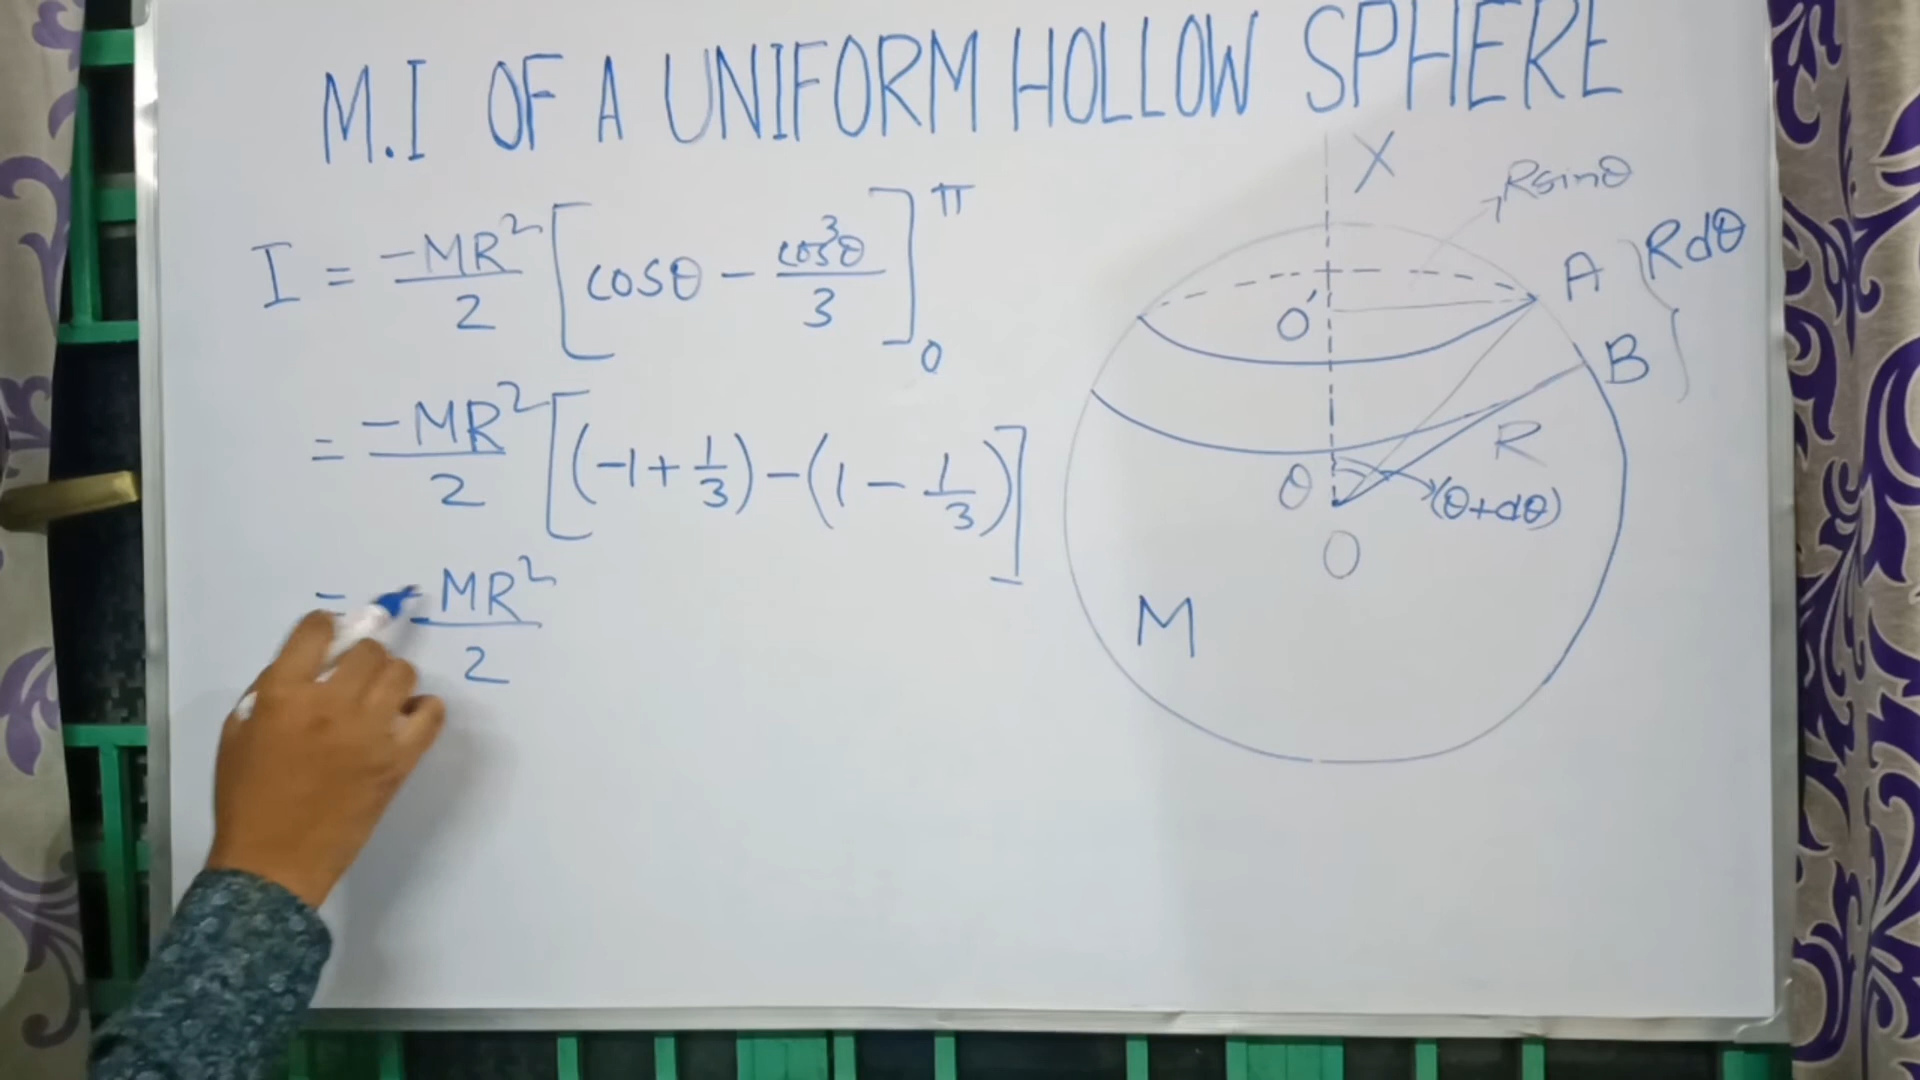 M.I OF A UNIFORM HOLLOW SPHERE
I = -MR²/2 [cosθ - cos³θ/3]₀^π
= -MR²/2 [(-1 + 1/3) - (1 - 1/3)]
= -MR²/2
X
Rsinθ
A
Rdθ
O'
B
R
θ
(θ+dθ)
O
M